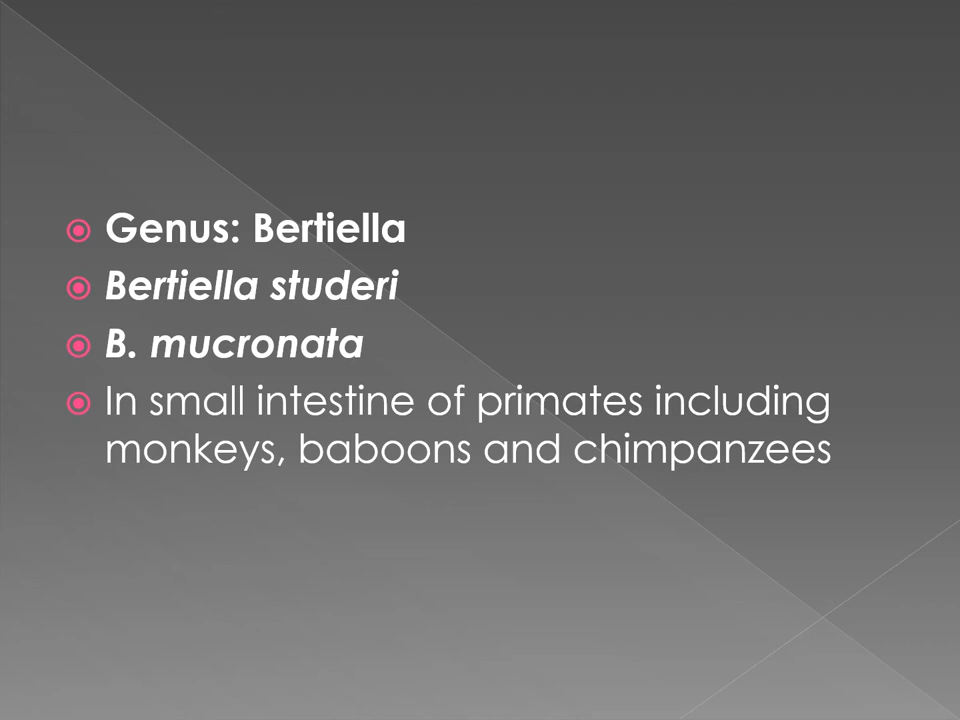 Genus: Bertiella
Bertiella studeri
B. mucronata
In small intestine of primates including
monkeys, baboons and chimpanzees